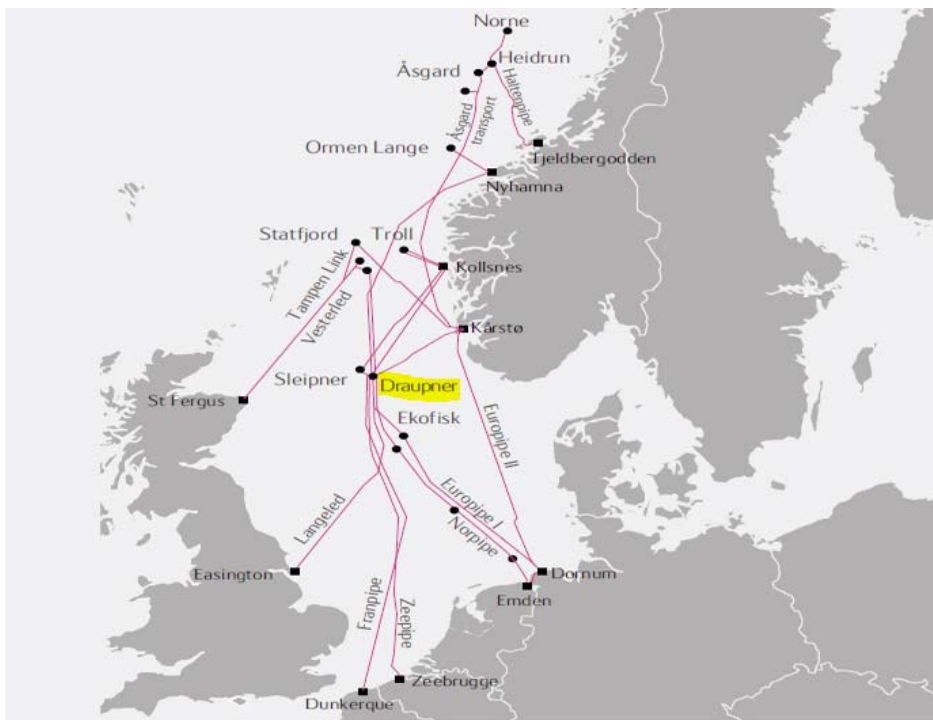 Norne
Heidrun
Åsgard
Haltenpipe
Åsgard
transport
Ormen Lange
Tjeldbergodden
Nyhamna
Statfjord
Troll
Kollsnes
Tampen Link
Vesterled
Kårstø
Sleipner
Draupner
St Fergus
Ekofisk
Europipe II
Europipe I
Norpipe
Langeled
Easington
Dornum
Emden
Franpipe
Zeepipe
Zeebrugge
Dunkerque